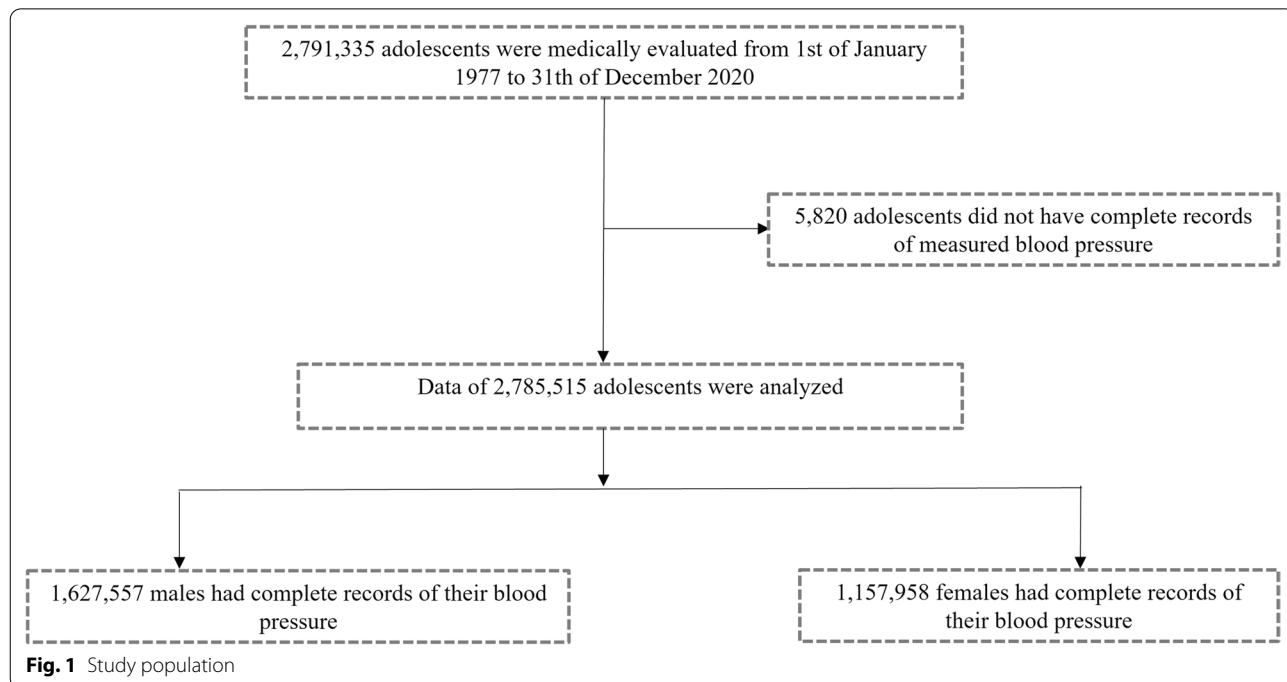 2,791,335 adolescents were medically evaluated from 1st of January
1977 to 31th of December 2020
5,820 adolescents did not have complete records
of measured blood pressure
Data of 2,785,515 adolescents were analyzed
1,627,557 males had complete records of their blood
pressure
1,157,958 females had complete records of
their blood pressure
Fig. 1 Study population